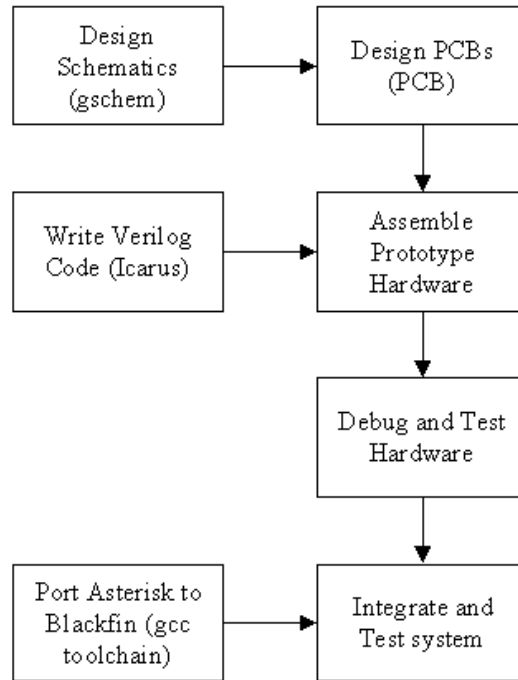 Design
Schematics
(gschem)
Design PCBs
(PCB)
Write Verilog
Code (Icarus)
Assemble
Prototype
Hardware
Debug and Test
Hardware
Port Asterisk to
Blackfin (gcc
toolchain)
Integrate and
Test system